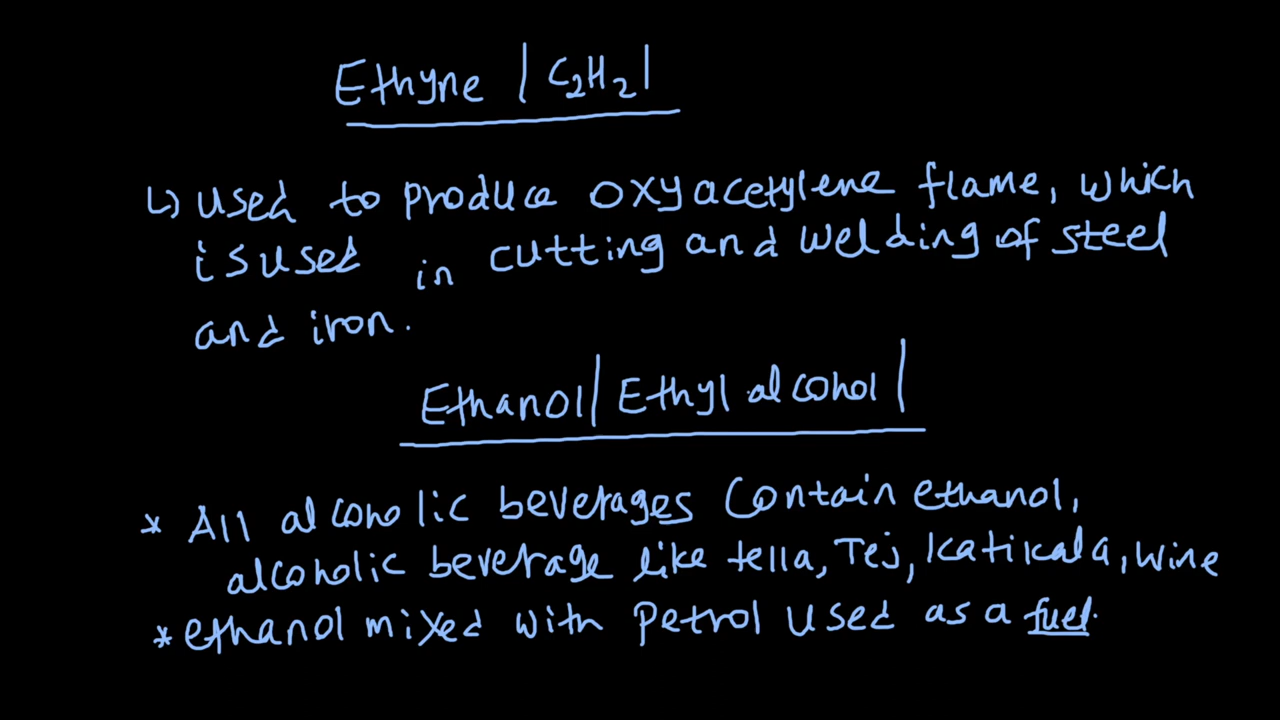 Ethyne | C₂H₂ |
↳ used to produce oxyacetylene flame, which
is used in cutting and welding of steel
and iron.
Ethanol | Ethyl alcohol |
* All alcoholic beverages contain ethanol,
alcoholic beverage like tella, Tej, Katikala, wine
* ethanol mixed with petrol used as a fuel.